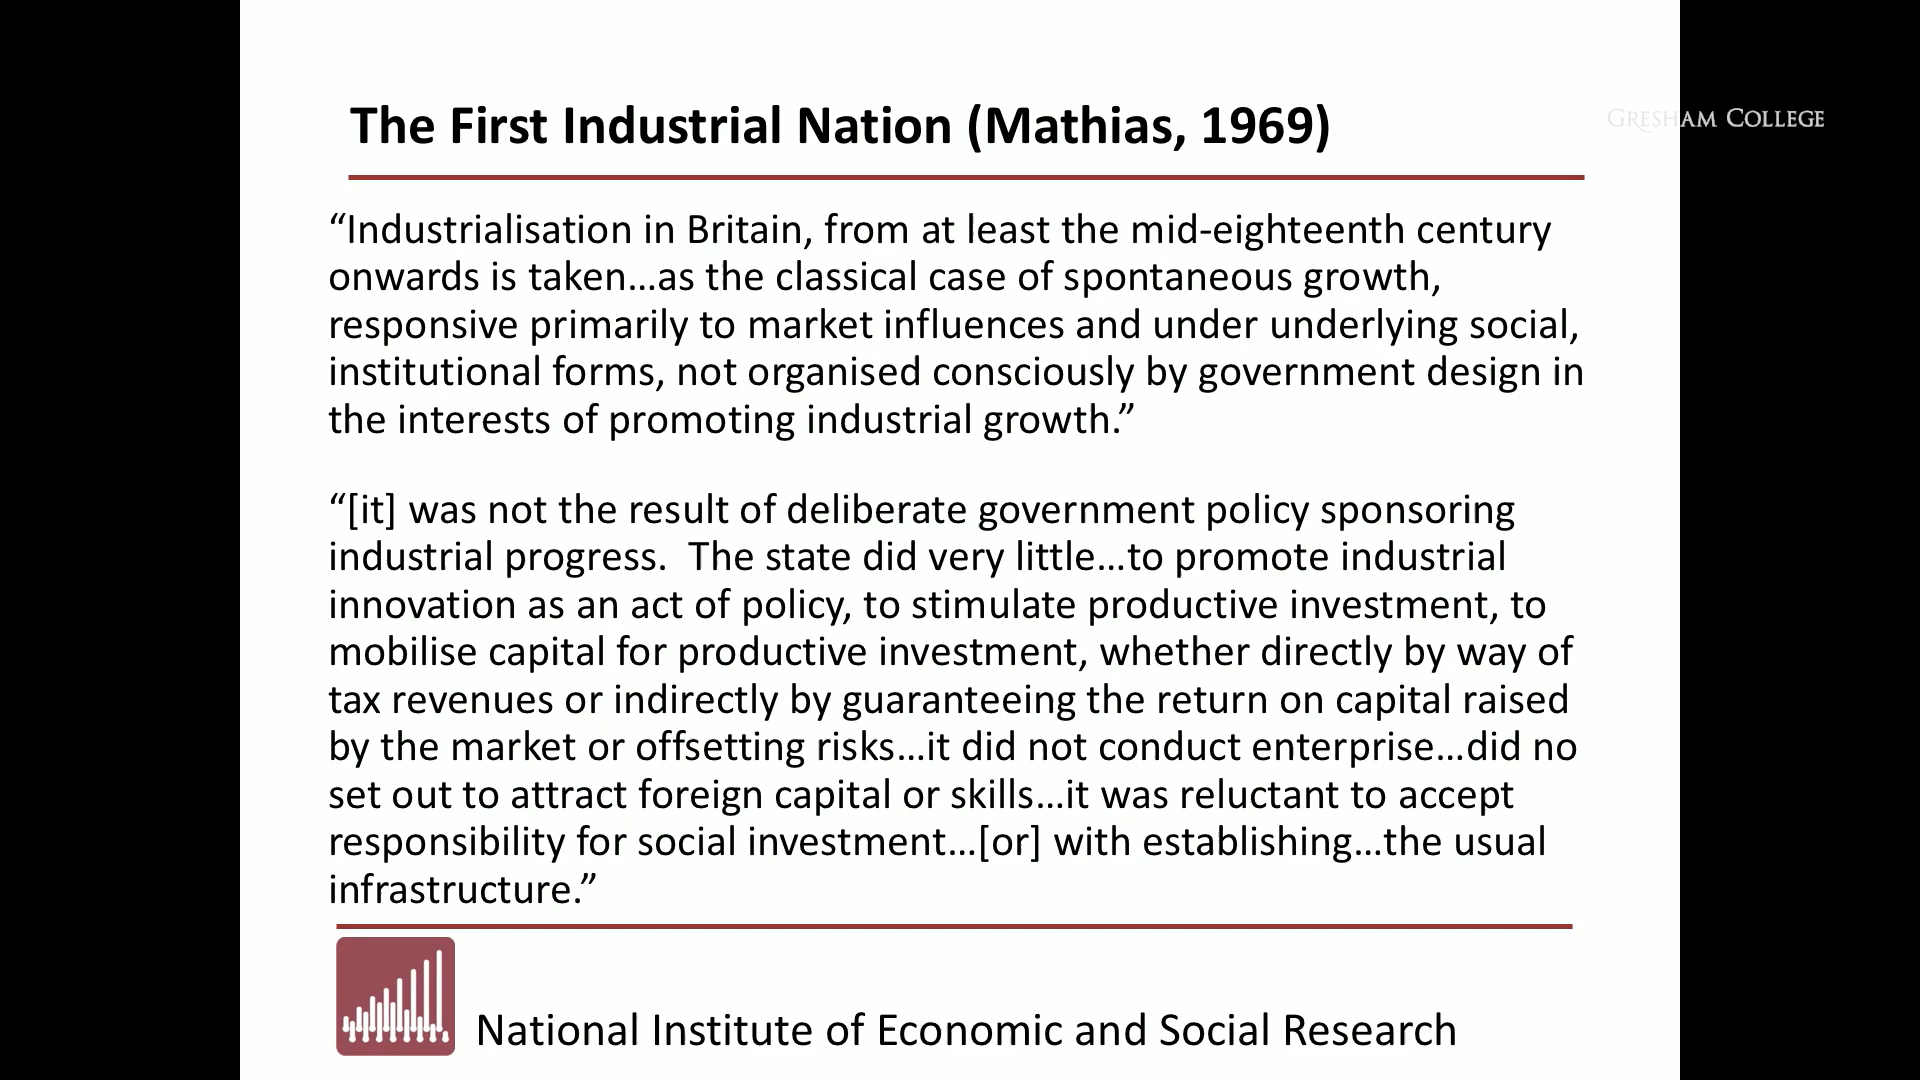 The First Industrial Nation (Mathias, 1969)
GRESHAM COLLEGE
“Industrialisation in Britain, from at least the mid-eighteenth century
onwards is taken…as the classical case of spontaneous growth,
responsive primarily to market influences and under underlying social,
institutional forms, not organised consciously by government design in
the interests of promoting industrial growth.”
“[it] was not the result of deliberate government policy sponsoring
industrial progress.  The state did very little…to promote industrial
innovation as an act of policy, to stimulate productive investment, to
mobilise capital for productive investment, whether directly by way of
tax revenues or indirectly by guaranteeing the return on capital raised
by the market or offsetting risks…it did not conduct enterprise…did no
set out to attract foreign capital or skills…it was reluctant to accept
responsibility for social investment…[or] with establishing…the usual
infrastructure.”
National Institute of Economic and Social Research